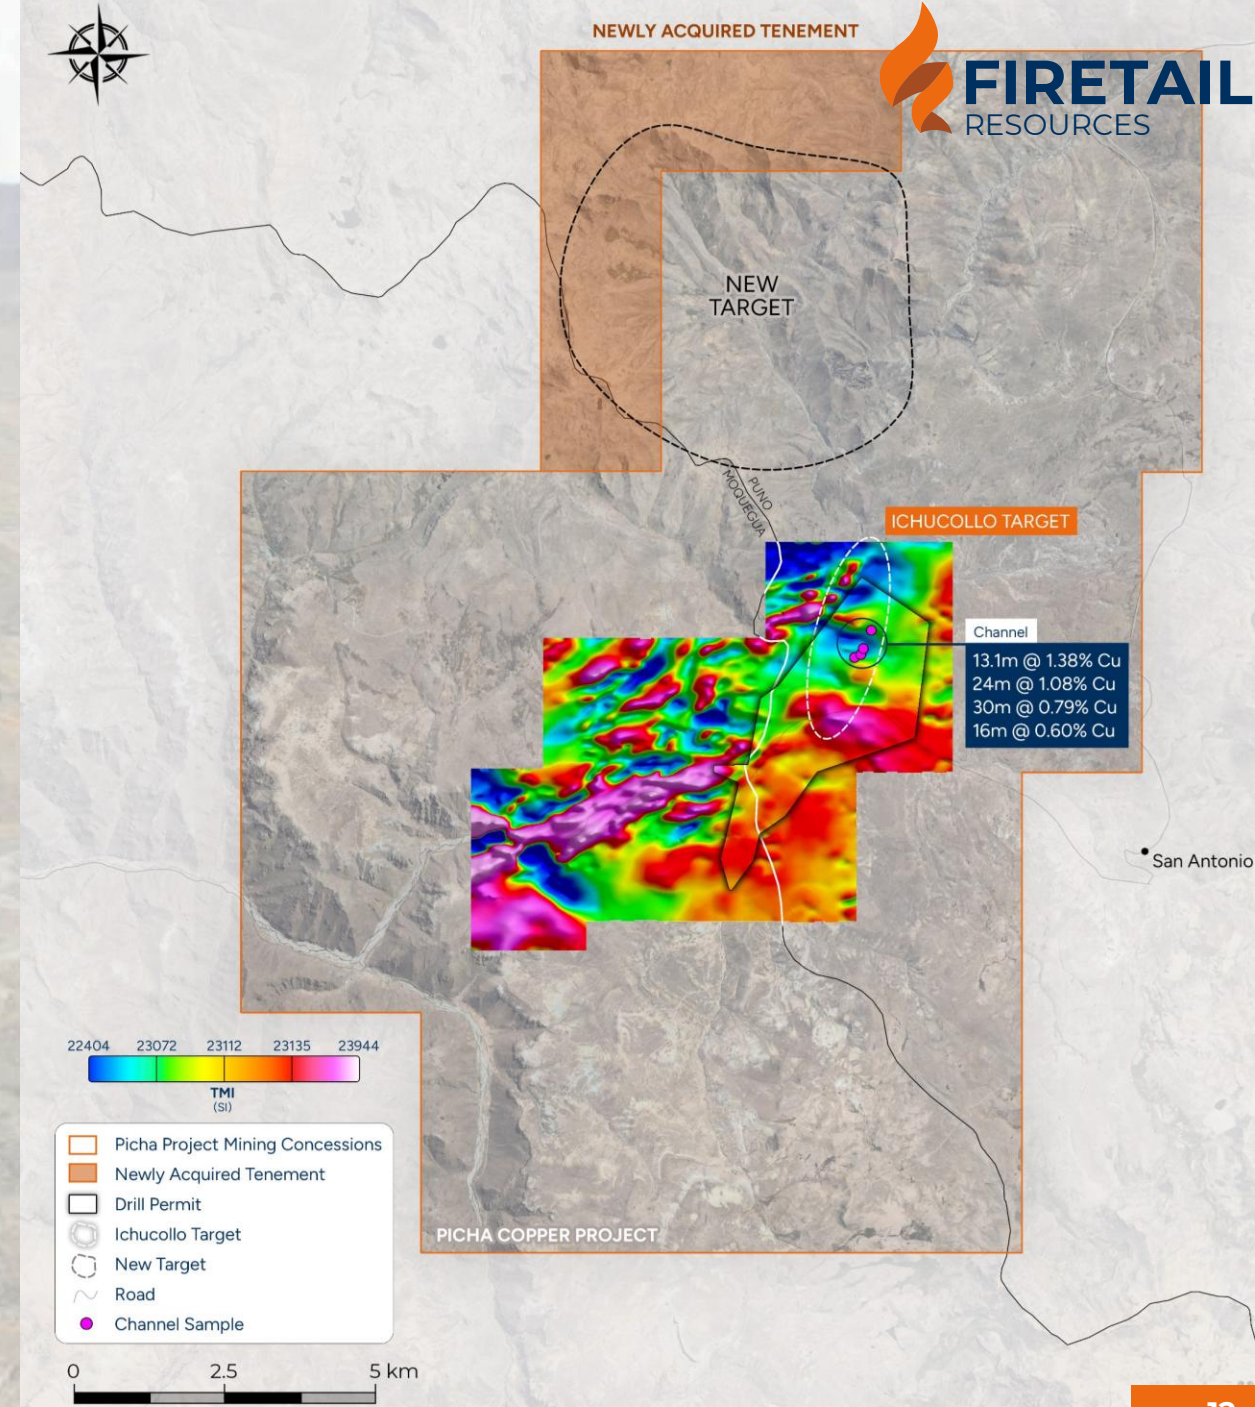 NEWLY ACQUIRED TENEMENT
FIRETAIL
RESOURCES
NEW
TARGET
PUNO
MOQUEGUA
ICHUCOLLO TARGET
Channel
13.1m @ 1.38% Cu
24m @ 1.08% Cu
30m @ 0.79% Cu
16m @ 0.60% Cu
San Antonio
22404 23072 23112 23135 23944
TMI
(SI)
Picha Project Mining Concessions
Newly Acquired Tenement
Drill Permit
Ichucollo Target
New Target
Road
Channel Sample
PICHA COPPER PROJECT
0 2.5 5 km